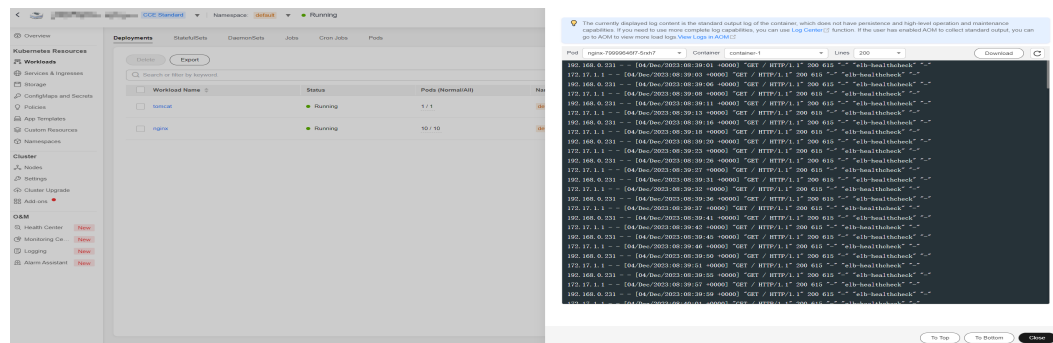 CCE Standard Namespace: default Running
Overview
Kubernetes Resources
Workloads
Services & Ingresses
Storage
ConfigMaps and Secrets
Policies
App Templates
Custom Resources
Namespaces
Cluster
Nodes
Settings
Cluster Upgrade
Add-ons
O&M
Health Center New
Monitoring Ce... New
Logging New
Alarm Assistant New
Deployments StatefulSets DaemonSets Jobs Cron Jobs Pods
Delete Export
Search or filter by keyword.
Workload Name Status Pods (Normal/All)
tomcat Running 1 / 1
nginx Running 10 / 10
The currently displayed log content is the standard output log of the container, which does not have persistence and high-level operation and maintenance
capabilities. If you need to use more complete log capabilities, you can use Log Center function. If the user has enabled AOM to collect standard output, you can
go to AOM to view more load logs View Logs in AOM
Pod nginx-79999646f7-5rxh7 Container container-1 Lines 200 Download
192.168.0.231 - - [04/Dec/2023:08:39:01 +0000] "GET / HTTP/1.1" 200 615 "-" "elb-healthcheck" "-"
172.17.1.1 - - [04/Dec/2023:08:39:03 +0000] "GET / HTTP/1.1" 200 615 "-" "elb-healthcheck" "-"
192.168.0.231 - - [04/Dec/2023:08:39:06 +0000] "GET / HTTP/1.1" 200 615 "-" "elb-healthcheck" "-"
172.17.1.1 - - [04/Dec/2023:08:39:08 +0000] "GET / HTTP/1.1" 200 615 "-" "elb-healthcheck" "-"
192.168.0.231 - - [04/Dec/2023:08:39:11 +0000] "GET / HTTP/1.1" 200 615 "-" "elb-healthcheck" "-"
172.17.1.1 - - [04/Dec/2023:08:39:13 +0000] "GET / HTTP/1.1" 200 615 "-" "elb-healthcheck" "-"
192.168.0.231 - - [04/Dec/2023:08:39:16 +0000] "GET / HTTP/1.1" 200 615 "-" "elb-healthcheck" "-"
172.17.1.1 - - [04/Dec/2023:08:39:18 +0000] "GET / HTTP/1.1" 200 615 "-" "elb-healthcheck" "-"
192.168.0.231 - - [04/Dec/2023:08:39:20 +0000] "GET / HTTP/1.1" 200 615 "-" "elb-healthcheck" "-"
172.17.1.1 - - [04/Dec/2023:08:39:23 +0000] "GET / HTTP/1.1" 200 615 "-" "elb-healthcheck" "-"
192.168.0.231 - - [04/Dec/2023:08:39:26 +0000] "GET / HTTP/1.1" 200 615 "-" "elb-healthcheck" "-"
172.17.1.1 - - [04/Dec/2023:08:39:27 +0000] "GET / HTTP/1.1" 200 615 "-" "elb-healthcheck" "-"
192.168.0.231 - - [04/Dec/2023:08:39:31 +0000] "GET / HTTP/1.1" 200 615 "-" "elb-healthcheck" "-"
172.17.1.1 - - [04/Dec/2023:08:39:32 +0000] "GET / HTTP/1.1" 200 615 "-" "elb-healthcheck" "-"
192.168.0.231 - - [04/Dec/2023:08:39:36 +0000] "GET / HTTP/1.1" 200 615 "-" "elb-healthcheck" "-"
172.17.1.1 - - [04/Dec/2023:08:39:37 +0000] "GET / HTTP/1.1" 200 615 "-" "elb-healthcheck" "-"
192.168.0.231 - - [04/Dec/2023:08:39:41 +0000] "GET / HTTP/1.1" 200 615 "-" "elb-healthcheck" "-"
172.17.1.1 - - [04/Dec/2023:08:39:42 +0000] "GET / HTTP/1.1" 200 615 "-" "elb-healthcheck" "-"
192.168.0.231 - - [04/Dec/2023:08:39:45 +0000] "GET / HTTP/1.1" 200 615 "-" "elb-healthcheck" "-"
172.17.1.1 - - [04/Dec/2023:08:39:46 +0000] "GET / HTTP/1.1" 200 615 "-" "elb-healthcheck" "-"
192.168.0.231 - - [04/Dec/2023:08:39:50 +0000] "GET / HTTP/1.1" 200 615 "-" "elb-healthcheck" "-"
172.17.1.1 - - [04/Dec/2023:08:39:51 +0000] "GET / HTTP/1.1" 200 615 "-" "elb-healthcheck" "-"
192.168.0.231 - - [04/Dec/2023:08:39:55 +0000] "GET / HTTP/1.1" 200 615 "-" "elb-healthcheck" "-"
172.17.1.1 - - [04/Dec/2023:08:39:57 +0000] "GET / HTTP/1.1" 200 615 "-" "elb-healthcheck" "-"
192.168.0.231 - - [04/Dec/2023:08:39:59 +0000] "GET / HTTP/1.1" 200 615 "-" "elb-healthcheck" "-"
To Top To Bottom Close